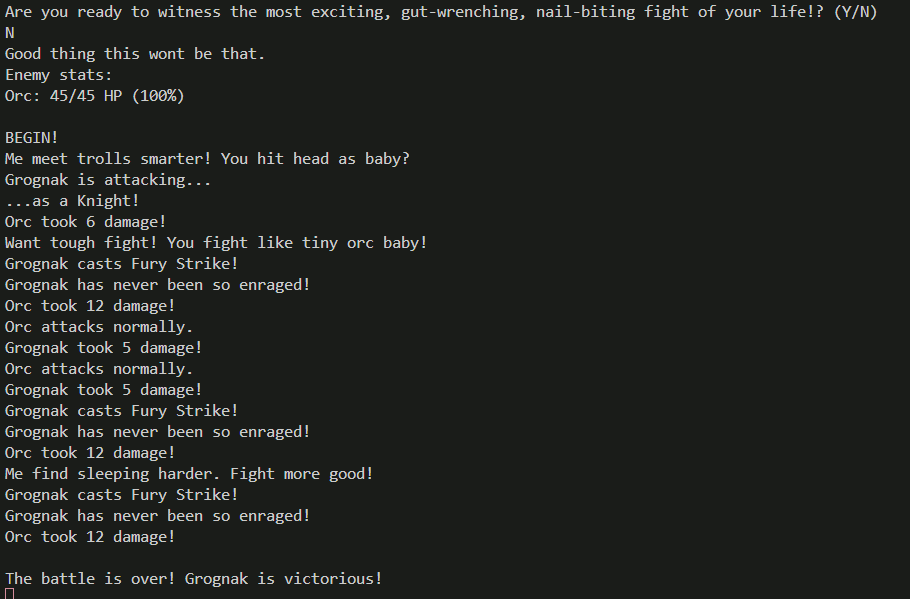 Are you ready to witness the most exciting, gut-wrenching, nail-biting fight of your life!? (Y/N)
N
Good thing this wont be that.
Enemy stats:
Orc: 45/45 HP (100%)
BEGIN!
Me meet trolls smarter! You hit head as baby?
Grognak is attacking...
...as a Knight!
Orc took 6 damage!
Want tough fight! You fight like tiny orc baby!
Grognak casts Fury Strike!
Grognak has never been so enraged!
Orc took 12 damage!
Orc attacks normally.
Grognak took 5 damage!
Orc attacks normally.
Grognak took 5 damage!
Grognak casts Fury Strike!
Grognak has never been so enraged!
Orc took 12 damage!
Me find sleeping harder. Fight more good!
Grognak casts Fury Strike!
Grognak has never been so enraged!
Orc took 12 damage!
The battle is over! Grognak is victorious!